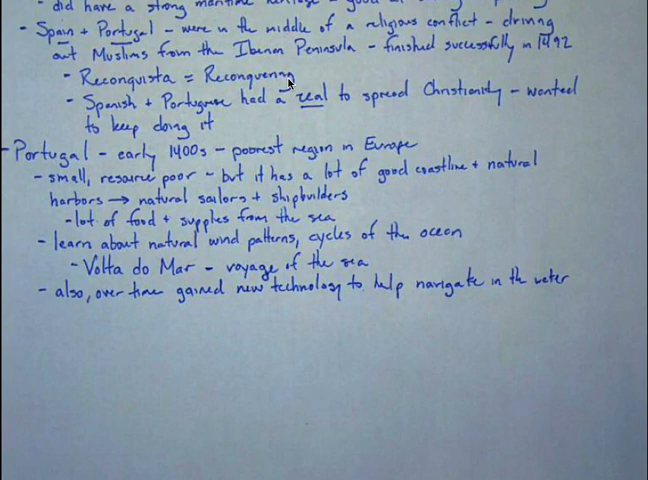 - did have a strong maritime heritage - good at
- Spain + Portugal - were in the middle of a religious conflict - driving
out Muslims from the Iberian Peninsula - finished successfully in 1492
- Reconquista = Reconquering
- Spanish + Portuguese had a zeal to spread Christianity - wanted
to keep doing it
- Portugal - early 1400s - poorest region in Europe
- small, resource poor - but it has a lot of good coastline + natural
harbors → natural sailors + shipbuilders
- lot of food + supplies from the sea
- learn about natural wind patterns, cycles of the ocean
- Volta do Mar - voyage of the sea
- also, over time gained new technology to help navigate in the water